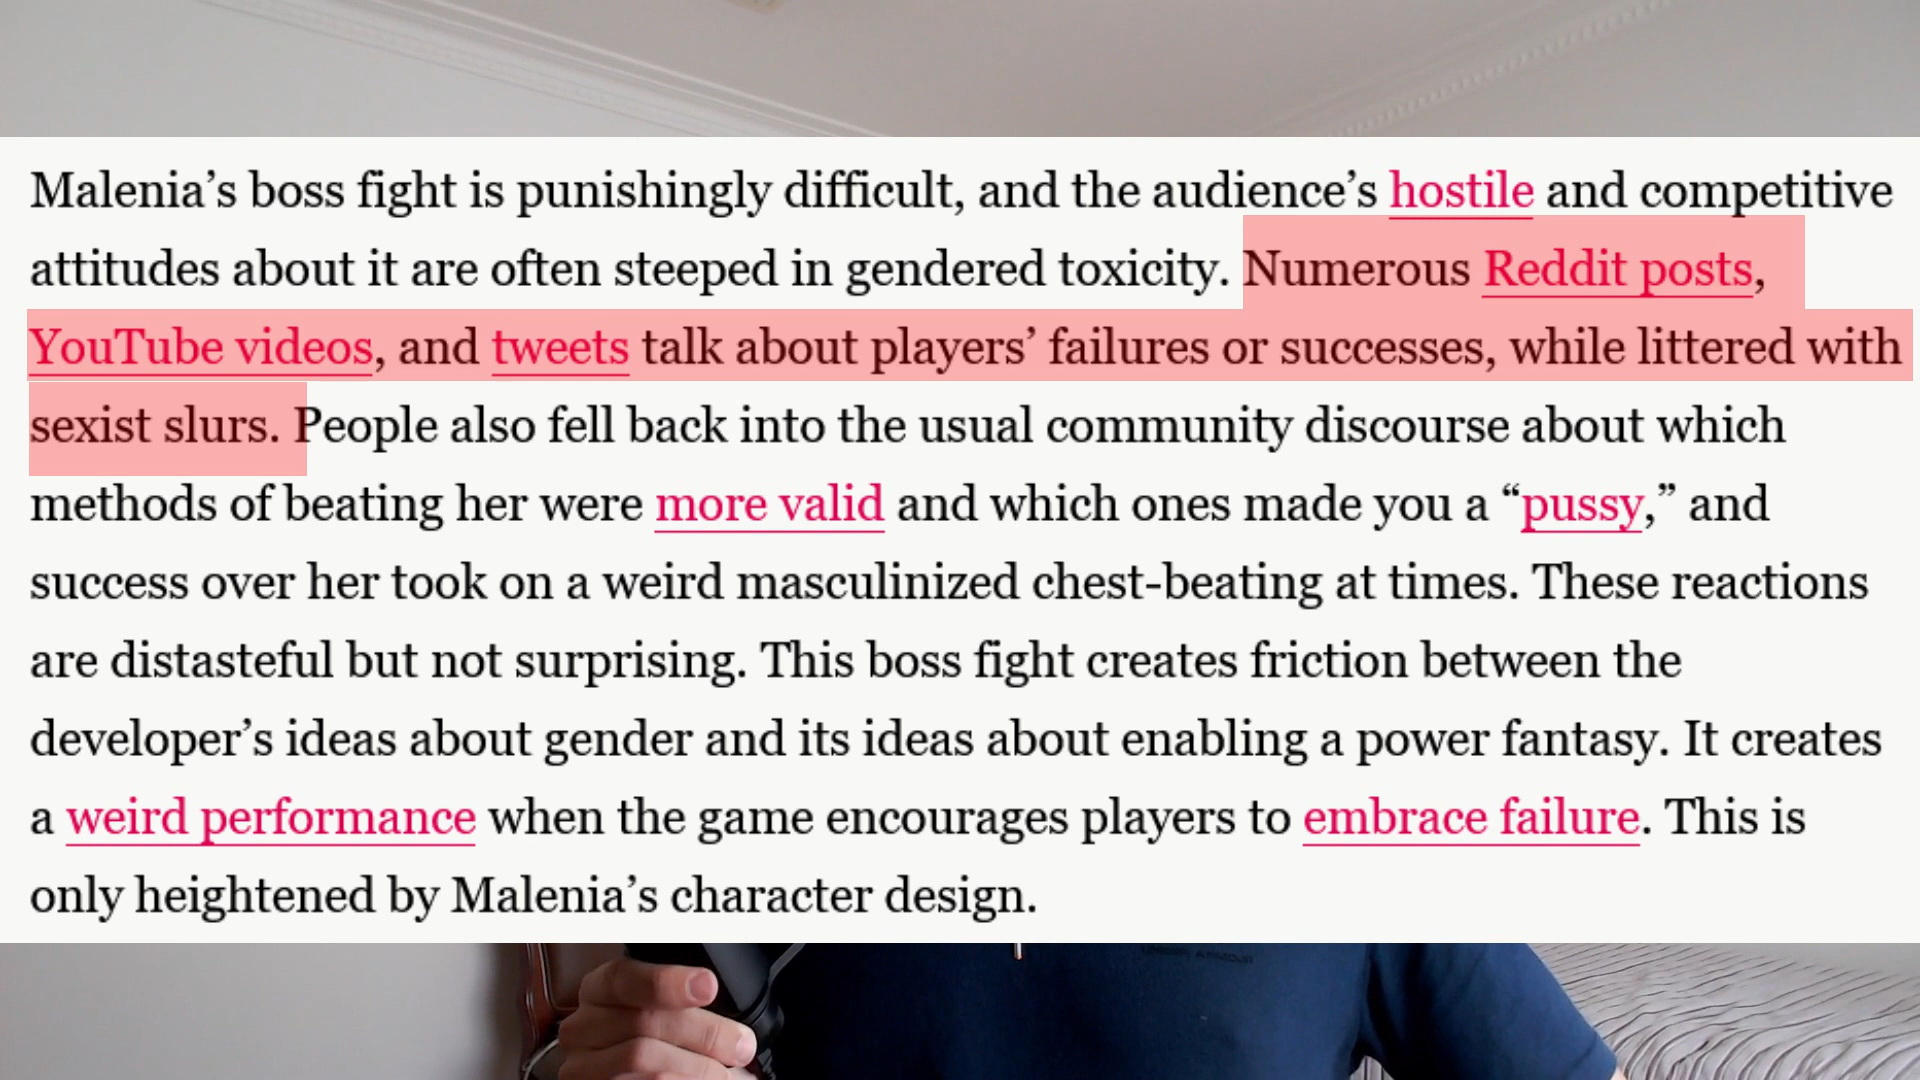 Malenia’s boss fight is punishingly difficult, and the audience’s hostile and competitive
attitudes about it are often steeped in gendered toxicity. Numerous Reddit posts,
YouTube videos, and tweets talk about players’ failures or successes, while littered with
sexist slurs. People also fell back into the usual community discourse about which
methods of beating her were more valid and which ones made you a “pussy,” and
success over her took on a weird masculinized chest-beating at times. These reactions
are distasteful but not surprising. This boss fight creates friction between the
developer’s ideas about gender and its ideas about enabling a power fantasy. It creates
a weird performance when the game encourages players to embrace failure. This is
only heightened by Malenia’s character design.